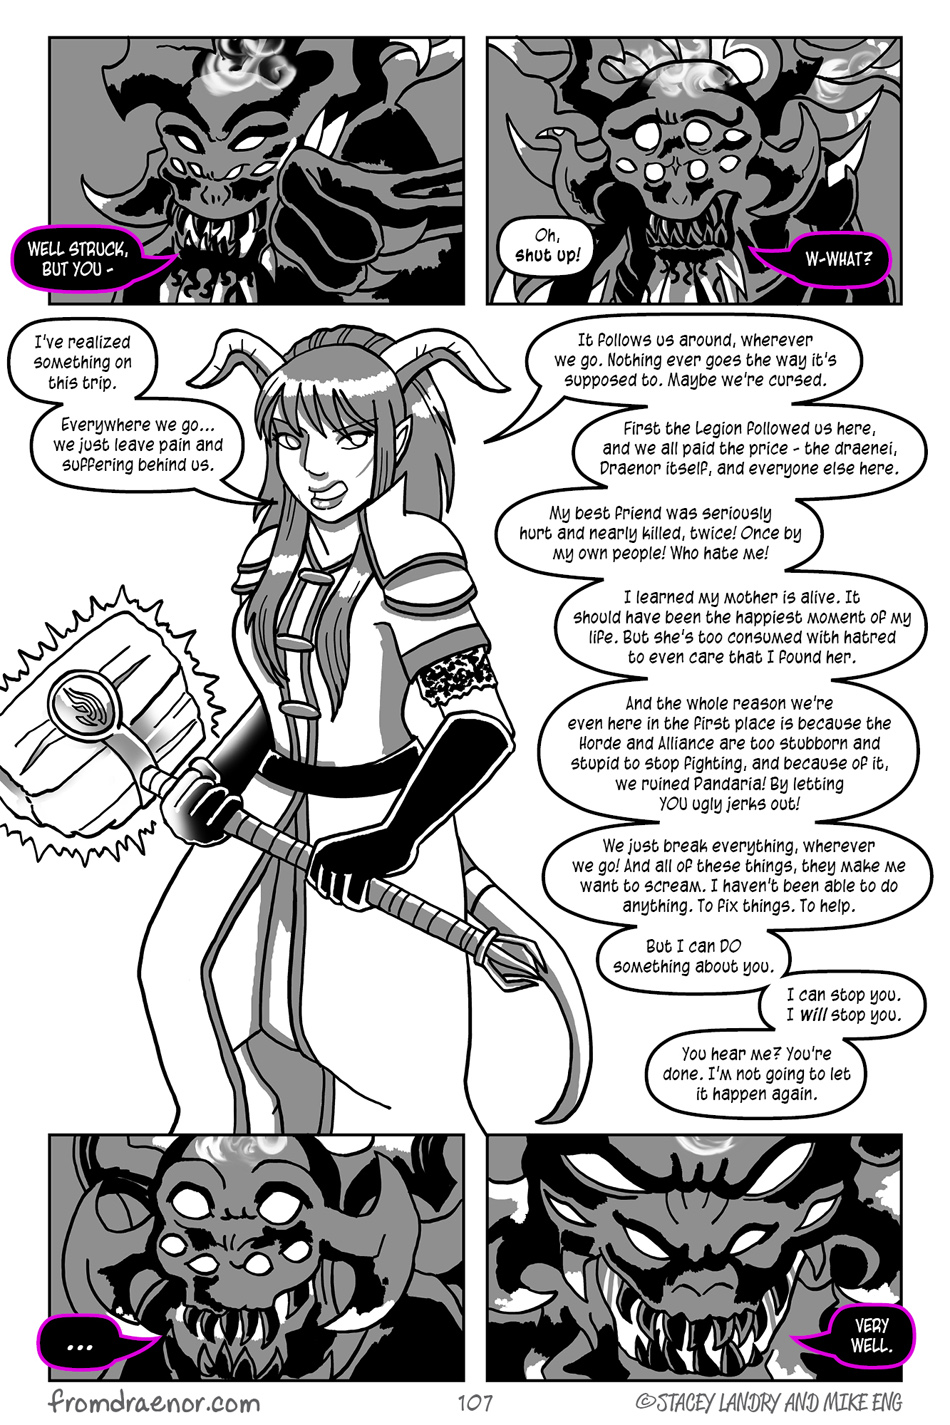 WELL STRUCK,
BUT YOU -
Oh,
shut up!
W-WHAT?
I've realized
something on
this trip.
Everywhere we go...
we just leave pain and
suffering behind us.
It follows us around, wherever
we go. Nothing ever goes the way it's
supposed to. Maybe we're cursed.
First the Legion followed us here,
and we all paid the price - the draenei,
Draenor itself, and everyone else here.
My best friend was seriously
hurt and nearly killed, twice! Once by
my own people! Who hate me!
I learned my mother is alive. It
should have been the happiest moment of my
life. But she's too consumed with hatred
to even care that I found her.
And the whole reason we're
even here in the first place is because the
Horde and Alliance are too stubborn and
stupid to stop fighting, and because of it,
we ruined Pandaria! By letting
YOU ugly jerks out!
We just break everything, wherever
we go! And all of these things, they make me
want to scream. I haven't been able to do
anything. To fix things. To help.
But I can DO
something about you.
I can stop you.
I will stop you.
You hear me? You're
done. I'm not going to let
it happen again.
...
VERY
WELL.
fromdraenor.com
107
©STACEY LANDRY AND MIKE ENG